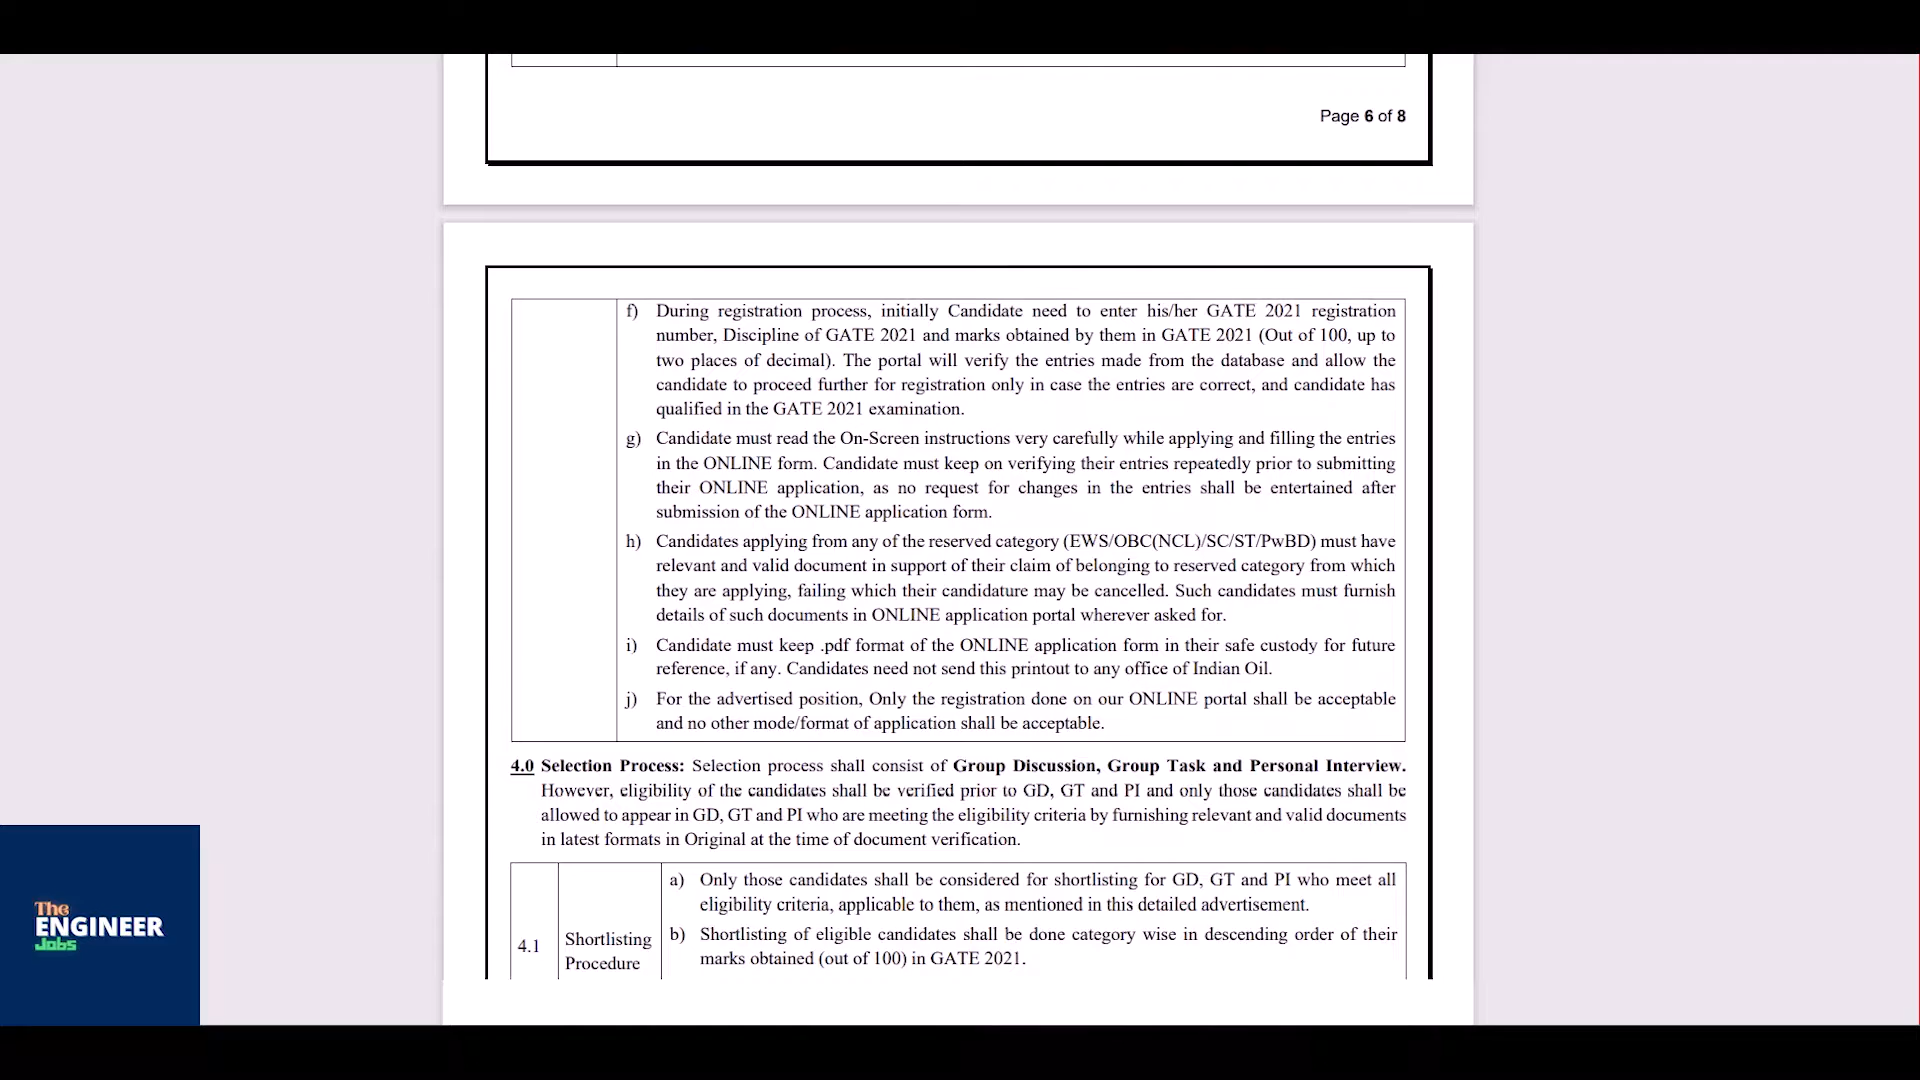 Page 6 of 8
f) During registration process, initially Candidate need to enter his/her GATE 2021 registration
number, Discipline of GATE 2021 and marks obtained by them in GATE 2021 (Out of 100, up to
two places of decimal). The portal will verify the entries made from the database and allow the
candidate to proceed further for registration only in case the entries are correct, and candidate has
qualified in the GATE 2021 examination.
g) Candidate must read the On-Screen instructions very carefully while applying and filling the entries
in the ONLINE form. Candidate must keep on verifying their entries repeatedly prior to submitting
their ONLINE application, as no request for changes in the entries shall be entertained after
submission of the ONLINE application form.
h) Candidates applying from any of the reserved category (EWS/OBC(NCL)/SC/ST/PwBD) must have
relevant and valid document in support of their claim of belonging to reserved category from which
they are applying, failing which their candidature may be cancelled. Such candidates must furnish
details of such documents in ONLINE application portal wherever asked for.
i) Candidate must keep .pdf format of the ONLINE application form in their safe custody for future
reference, if any. Candidates need not send this printout to any office of Indian Oil.
j) For the advertised position, Only the registration done on our ONLINE portal shall be acceptable
and no other mode/format of application shall be acceptable.
4.0 Selection Process: Selection process shall consist of Group Discussion, Group Task and Personal Interview.
However, eligibility of the candidates shall be verified prior to GD, GT and PI and only those candidates shall be
allowed to appear in GD, GT and PI who are meeting the eligibility criteria by furnishing relevant and valid documents
in latest formats in Original at the time of document verification.
4.1 Shortlisting
Procedure
a) Only those candidates shall be considered for shortlisting for GD, GT and PI who meet all
eligibility criteria, applicable to them, as mentioned in this detailed advertisement.
b) Shortlisting of eligible candidates shall be done category wise in descending order of their
marks obtained (out of 100) in GATE 2021.
The
ENGINEER
Jobs